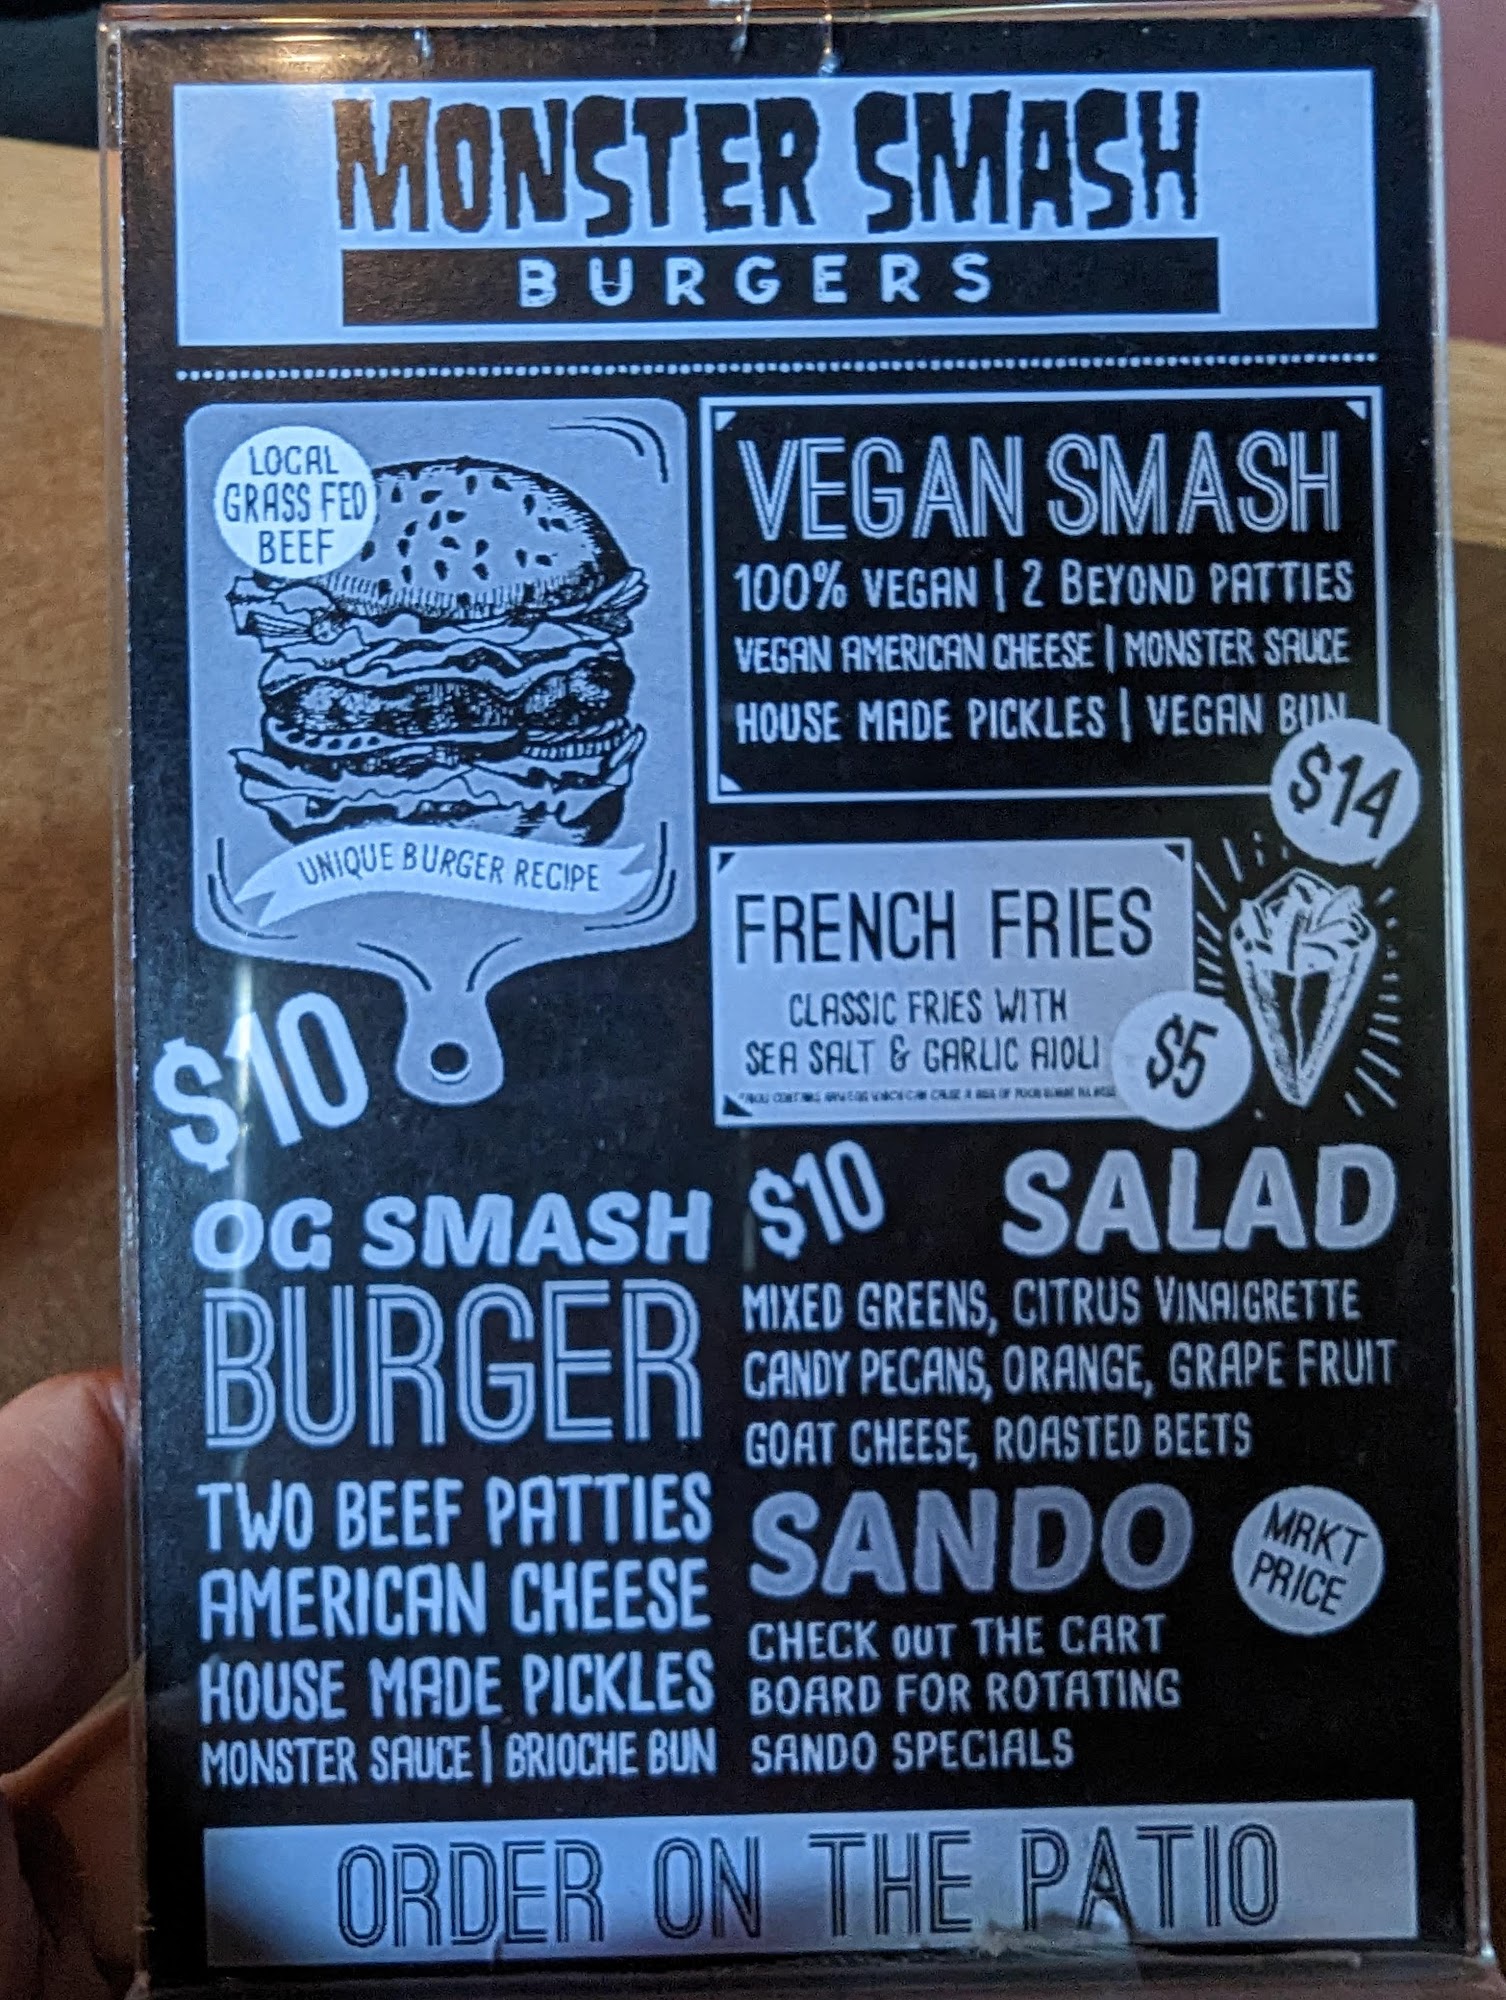 MONSTER SMASH
BURGERS
LOCAL
GRASS FED
BEEF
UNIQUE BURGER RECIPE
$10
OG SMASH
BURGER
TWO BEEF PATTIES
AMERICAN CHEESE
HOUSE MADE PICKLES
MONSTER SAUCE | BRIOCHE BUN
VEGAN SMASH
100% VEGAN | 2 BEYOND PATTIES
VEGAN AMERICAN CHEESE | MONSTER SAUCE
HOUSE MADE PICKLES | VEGAN BUN
$14
FRENCH FRIES
CLASSIC FRIES WITH
SEA SALT & GARLIC AIOLI
$5
$10 SALAD
MIXED GREENS, CITRUS VINAIGRETTE
CANDY PECANS, ORANGE, GRAPE FRUIT
GOAT CHEESE, ROASTED BEETS
SANDO
MRKT
PRICE
CHECK OUT THE CART
BOARD FOR ROTATING
SANDO SPECIALS
ORDER ON THE PATIO